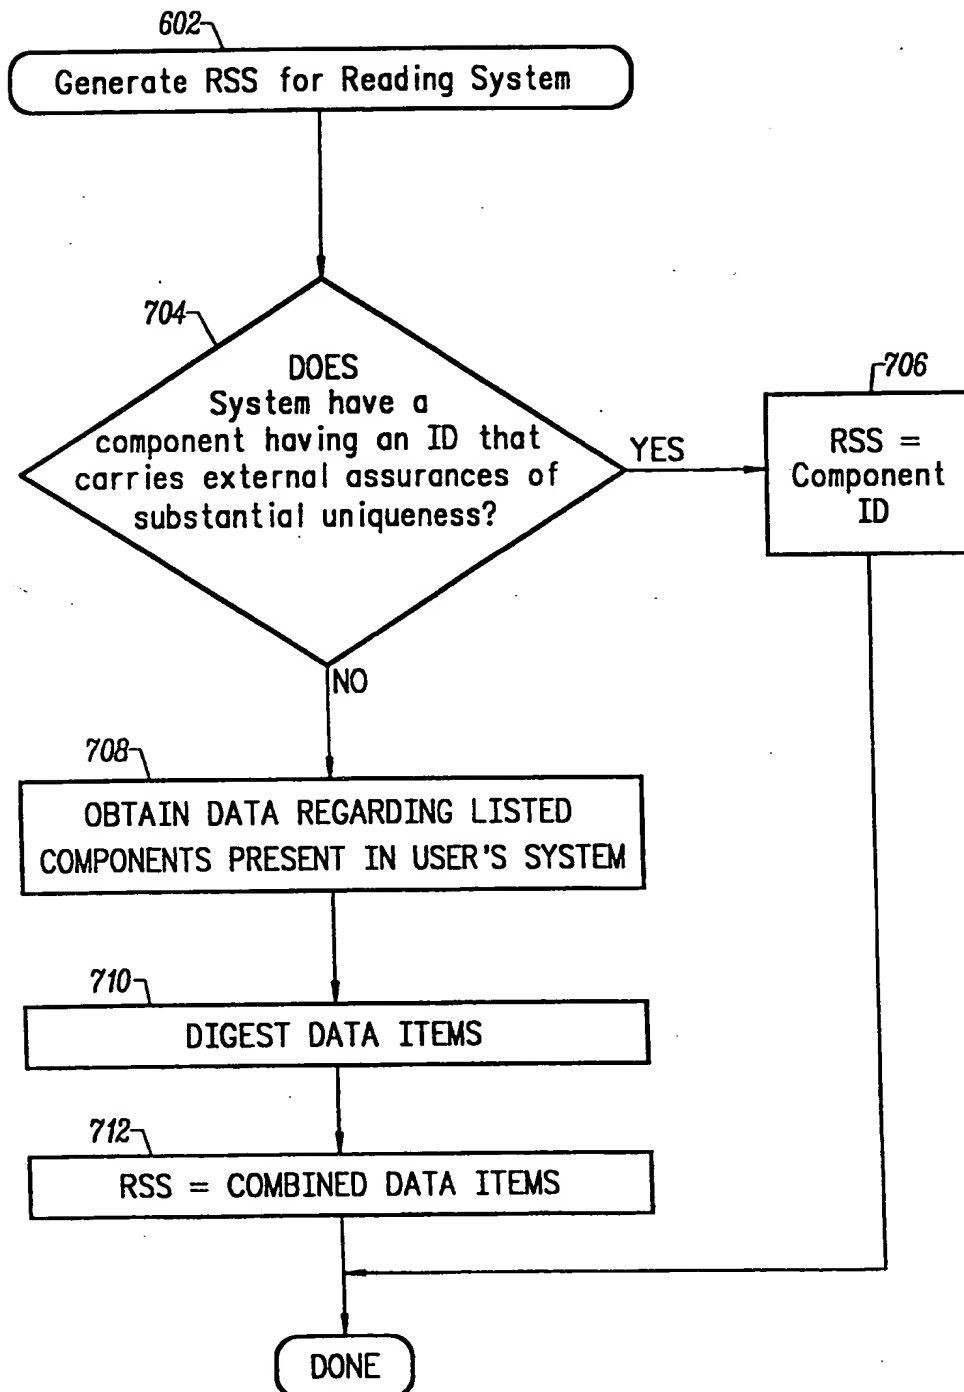 602
Generate RSS for Reading System
704
DOES
System have a
component having an ID that
carries external assurances of
substantial uniqueness?
YES
706
RSS =
Component
ID
NO
708
OBTAIN DATA REGARDING LISTED
COMPONENTS PRESENT IN USER'S SYSTEM
710
DIGEST DATA ITEMS
712
RSS = COMBINED DATA ITEMS
DONE